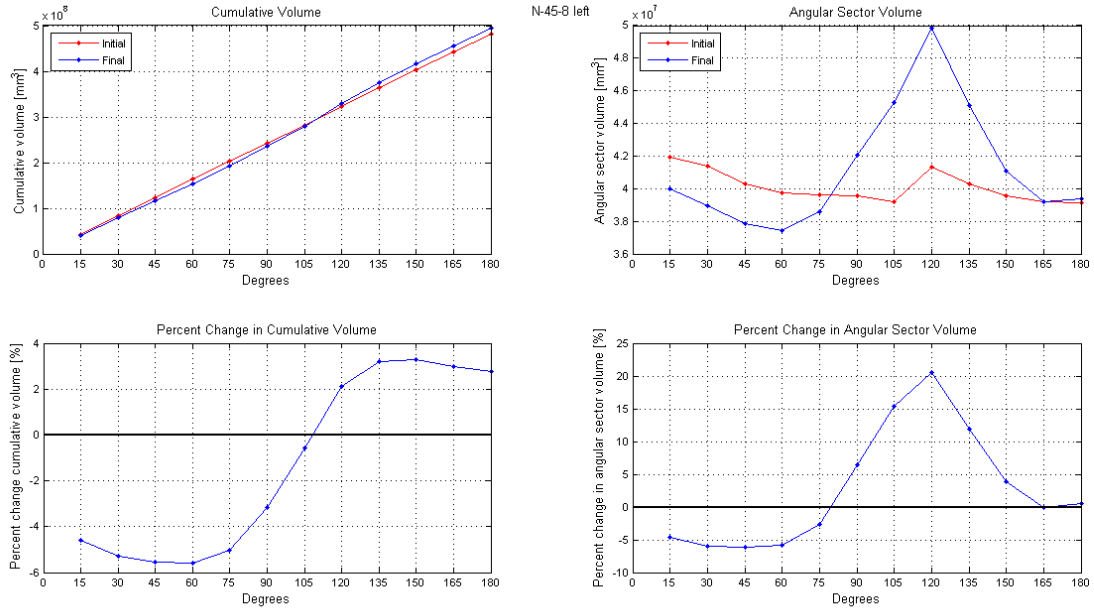 N-45-8 left
Cumulative Volume
x 10^8
Cumulative volume [mm^3]
5
4
3
2
1
0
Initial
Final
0 15 30 45 60 75 90 105 120 135 150 165 180
Degrees
Angular Sector Volume
x 10^7
Angular sector volume [mm^3]
5
4.8
4.6
4.4
4.2
4
3.8
3.6
Initial
Final
0 15 30 45 60 75 90 105 120 135 150 165 180
Degrees
Percent Change in Cumulative Volume
Percent change cumulative volume [%]
4
2
0
-2
-4
-6
0 15 30 45 60 75 90 105 120 135 150 165 180
Degrees
Percent Change in Angular Sector Volume
Percent change in angular sector volume [%]
25
20
15
10
5
0
-5
-10
0 15 30 45 60 75 90 105 120 135 150 165 180
Degrees